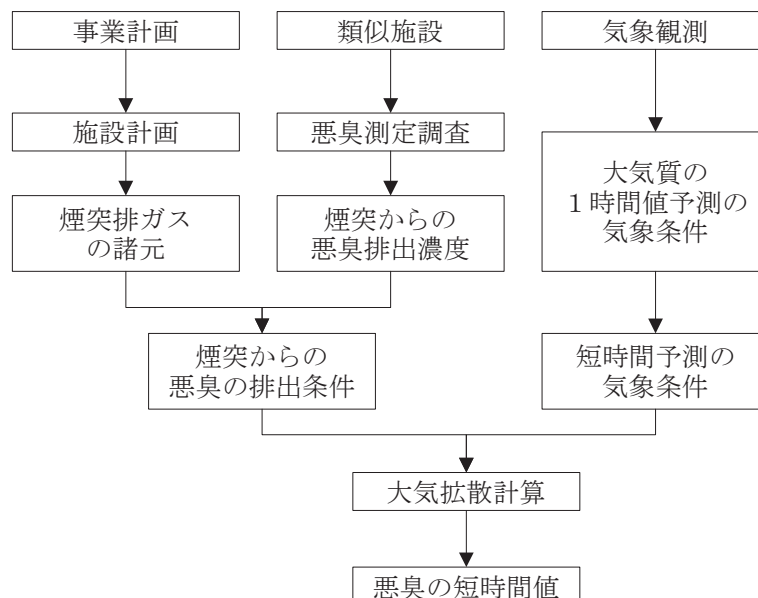 事業計画
類似施設
気象観測
施設計画
悪臭測定調査
大気質の
１時間値予測の
気象条件
煙突排ガス
の諸元
煙突からの
悪臭排出濃度
煙突からの
悪臭の排出条件
短時間予測の
気象条件
大気拡散計算
悪臭の短時間値